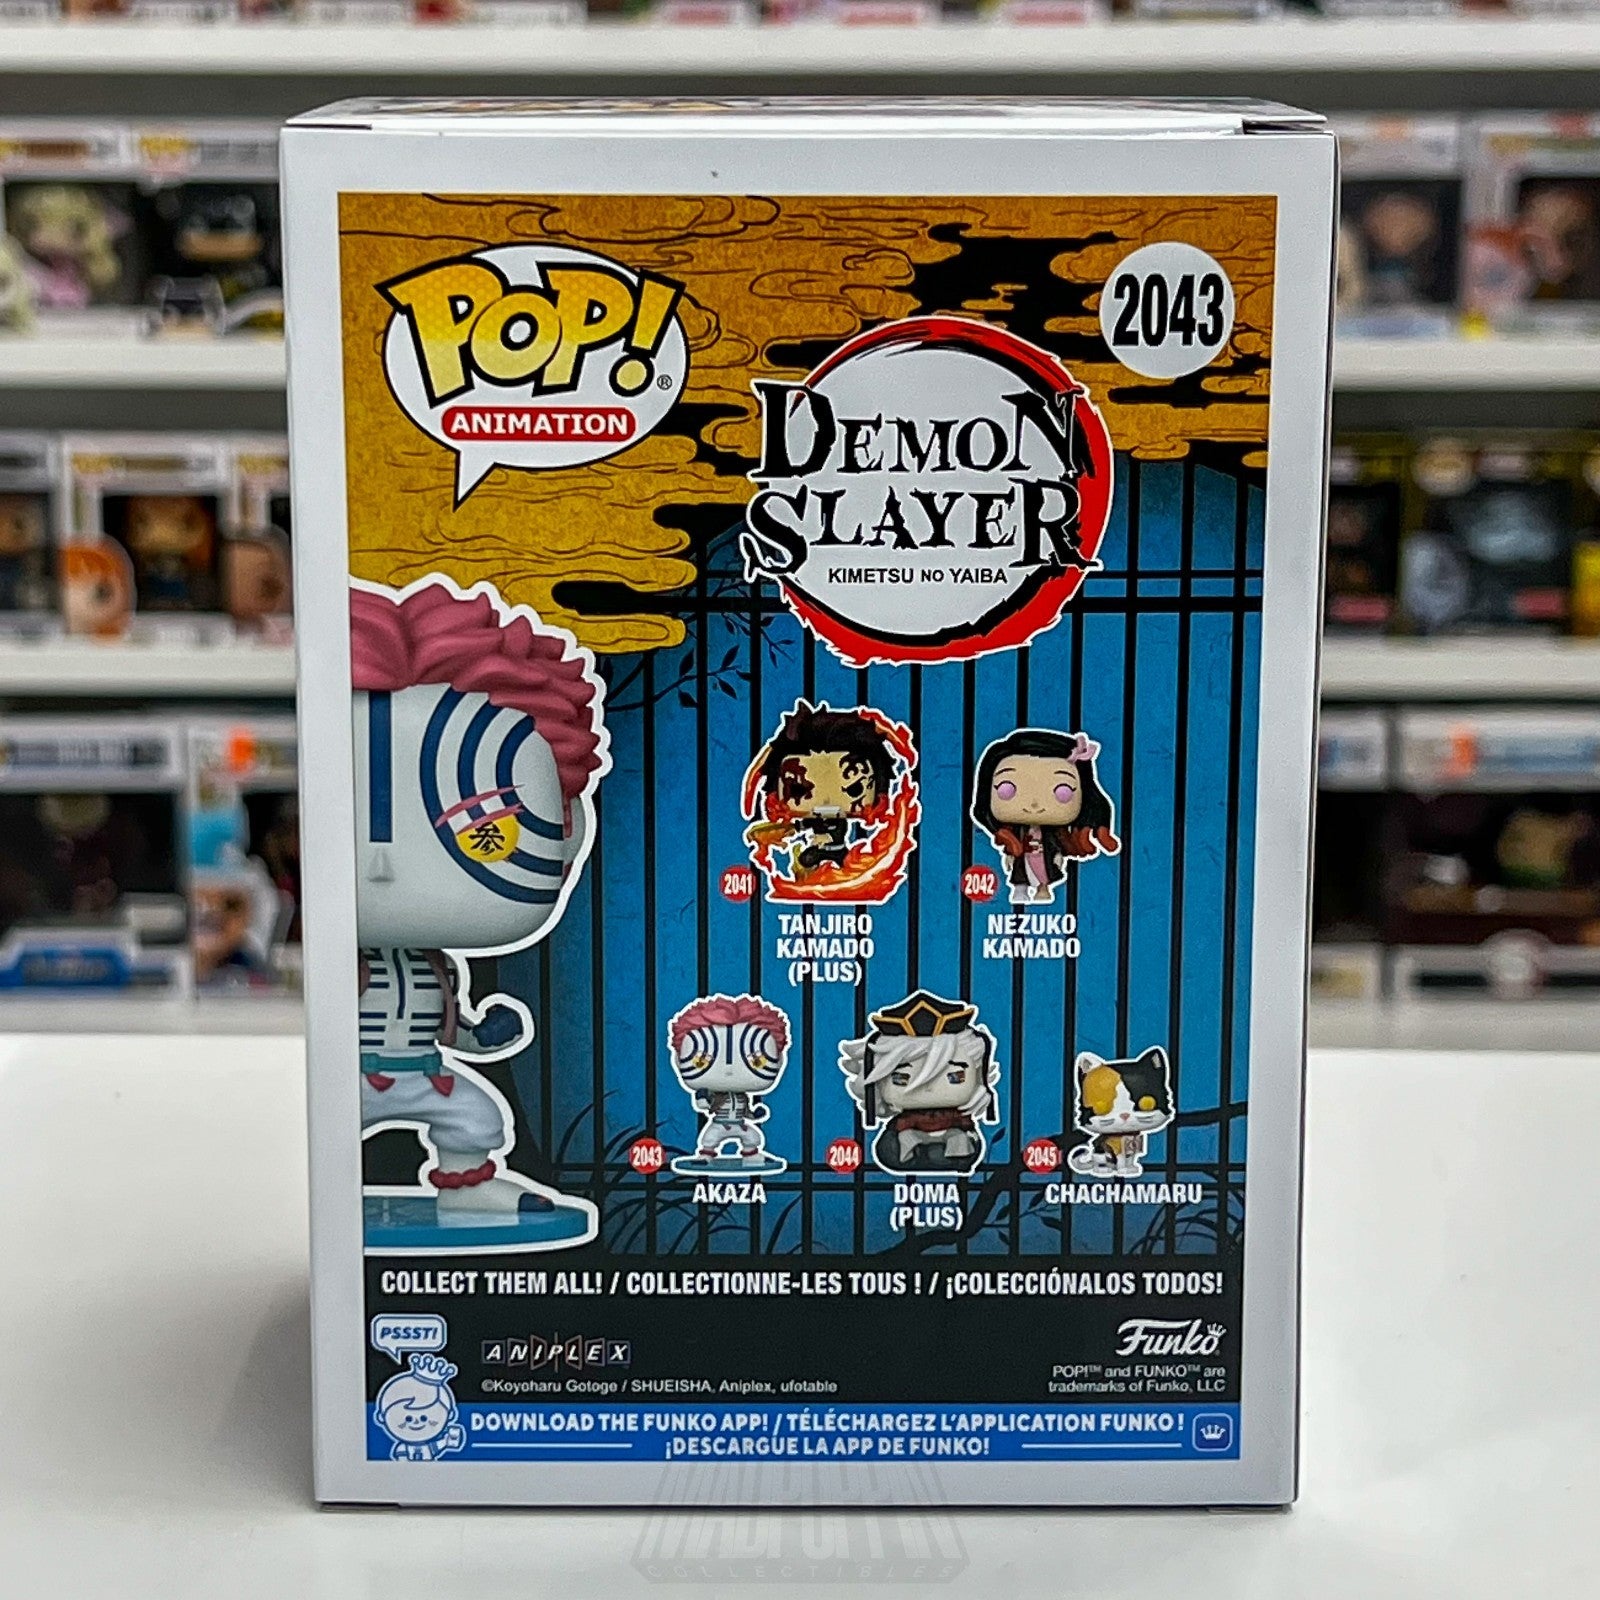 POP!®
ANIMATION
2043
DEMON
SLAYER
KIMETSU NO YAIBA
参
2041
TANJIRO
KAMADO
(PLUS)
2042
NEZUKO
KAMADO
2043
AKAZA
2044
DOMA
(PLUS)
2045
CHACHAMARU
COLLECT THEM ALL! / COLLECTIONNE-LES TOUS ! / ¡COLECCIÓNALOS TODOS!
PSSST!
ANIPLEX
©Koyoharu Gotoge / SHUEISHA, Aniplex, ufotable
Funko
POP!™ and FUNKO™ are
trademarks of Funko, LLC
DOWNLOAD THE FUNKO APP! / TÉLÉCHARGEZ L'APPLICATION FUNKO !
¡DESCARGUE LA APP DE FUNKO!
COLLECTIBLES